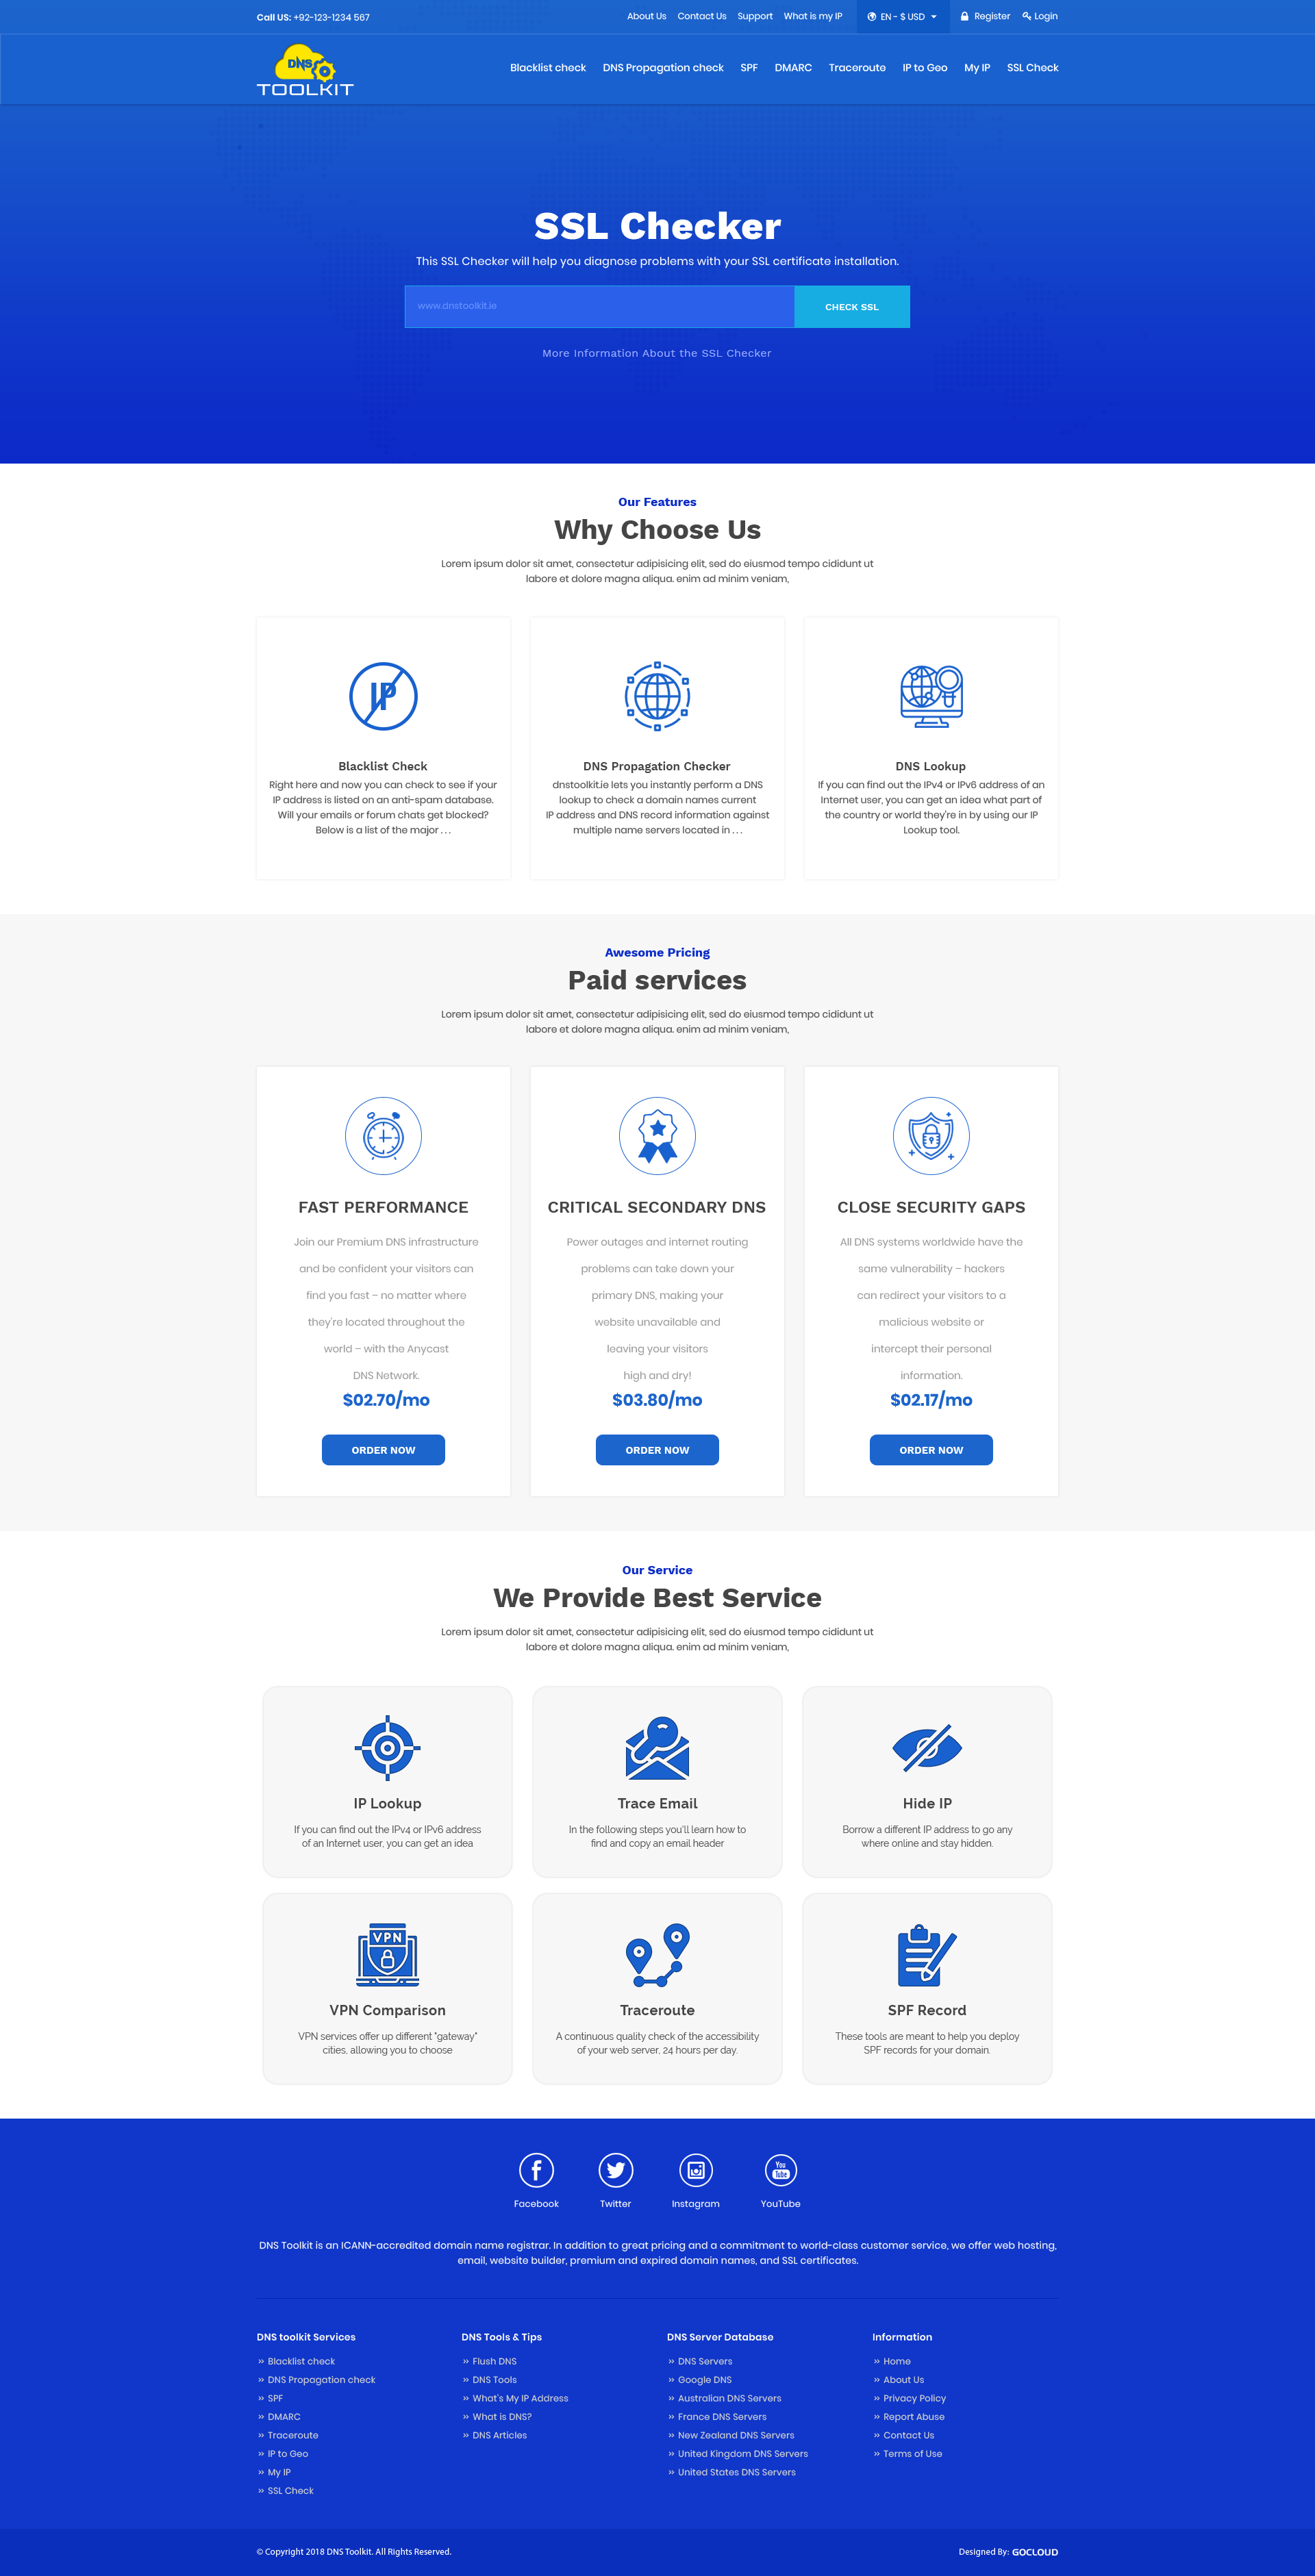 Call US: +92-123-1234 567
About Us Contact Us Support What is my IP EN - $ USD Register Login
DNS
TOOLKIT
Blacklist check DNS Propagation check SPF DMARC Traceroute IP to Geo My IP SSL Check
SSL Checker
This SSL Checker will help you diagnose problems with your SSL certificate installation.
www.dnstoolkit.ie
CHECK SSL
More Information About the SSL Checker
Our Features
Why Choose Us
Lorem ipsum dolor sit amet, consectetur adipisicing elit, sed do eiusmod tempo cididunt ut
labore et dolore magna aliqua. enim ad minim veniam,
IP
Blacklist Check
Right here and now you can check to see if your
IP address is listed on an anti-spam database.
Will your emails or forum chats get blocked?
Below is a list of the major . . .
DNS Propagation Checker
dnstoolkit.ie lets you instantly perform a DNS
lookup to check a domain names current
IP address and DNS record information against
multiple name servers located in . . .
DNS Lookup
If you can find out the IPv4 or IPv6 address of an
Internet user, you can get an idea what part of
the country or world they're in by using our IP
Lookup tool.
Awesome Pricing
Paid services
Lorem ipsum dolor sit amet, consectetur adipisicing elit, sed do eiusmod tempo cididunt ut
labore et dolore magna aliqua. enim ad minim veniam,
FAST PERFORMANCE
Join our Premium DNS infrastructure
and be confident your visitors can
find you fast – no matter where
they're located throughout the
world – with the Anycast
DNS Network.
$02.70/mo
ORDER NOW
CRITICAL SECONDARY DNS
Power outages and internet routing
problems can take down your
primary DNS, making your
website unavailable and
leaving your visitors
high and dry!
$03.80/mo
ORDER NOW
CLOSE SECURITY GAPS
All DNS systems worldwide have the
same vulnerability – hackers
can redirect your visitors to a
malicious website or
intercept their personal
information.
$02.17/mo
ORDER NOW
Our Service
We Provide Best Service
Lorem ipsum dolor sit amet, consectetur adipisicing elit, sed do eiusmod tempo cididunt ut
labore et dolore magna aliqua. enim ad minim veniam,
IP Lookup
If you can find out the IPv4 or IPv6 address
of an Internet user, you can get an idea
Trace Email
In the following steps you'll learn how to
find and copy an email header
Hide IP
Borrow a different IP address to go any
where online and stay hidden.
VPN
VPN Comparison
VPN services offer up different "gateway"
cities, allowing you to choose
Traceroute
A continuous quality check of the accessibility
of your web server, 24 hours per day.
SPF Record
These tools are meant to help you deploy
SPF records for your domain.
You
Tube
Facebook Twitter Instagram YouTube
DNS Toolkit is an ICANN-accredited domain name registrar. In addition to great pricing and a commitment to world-class customer service, we offer web hosting,
email, website builder, premium and expired domain names, and SSL certificates.
DNS toolkit Services
» Blacklist check
» DNS Propagation check
» SPF
» DMARC
» Traceroute
» IP to Geo
» My IP
» SSL Check
DNS Tools & Tips
» Flush DNS
» DNS Tools
» What's My IP Address
» What is DNS?
» DNS Articles
DNS Server Database
» DNS Servers
» Google DNS
» Australian DNS Servers
» France DNS Servers
» New Zealand DNS Servers
» United Kingdom DNS Servers
» United States DNS Servers
Information
» Home
» About Us
» Privacy Policy
» Report Abuse
» Contact Us
» Terms of Use
© Copyright 2018 DNS Toolkit. All Rights Reserved.
Designed By: GOCLOUD